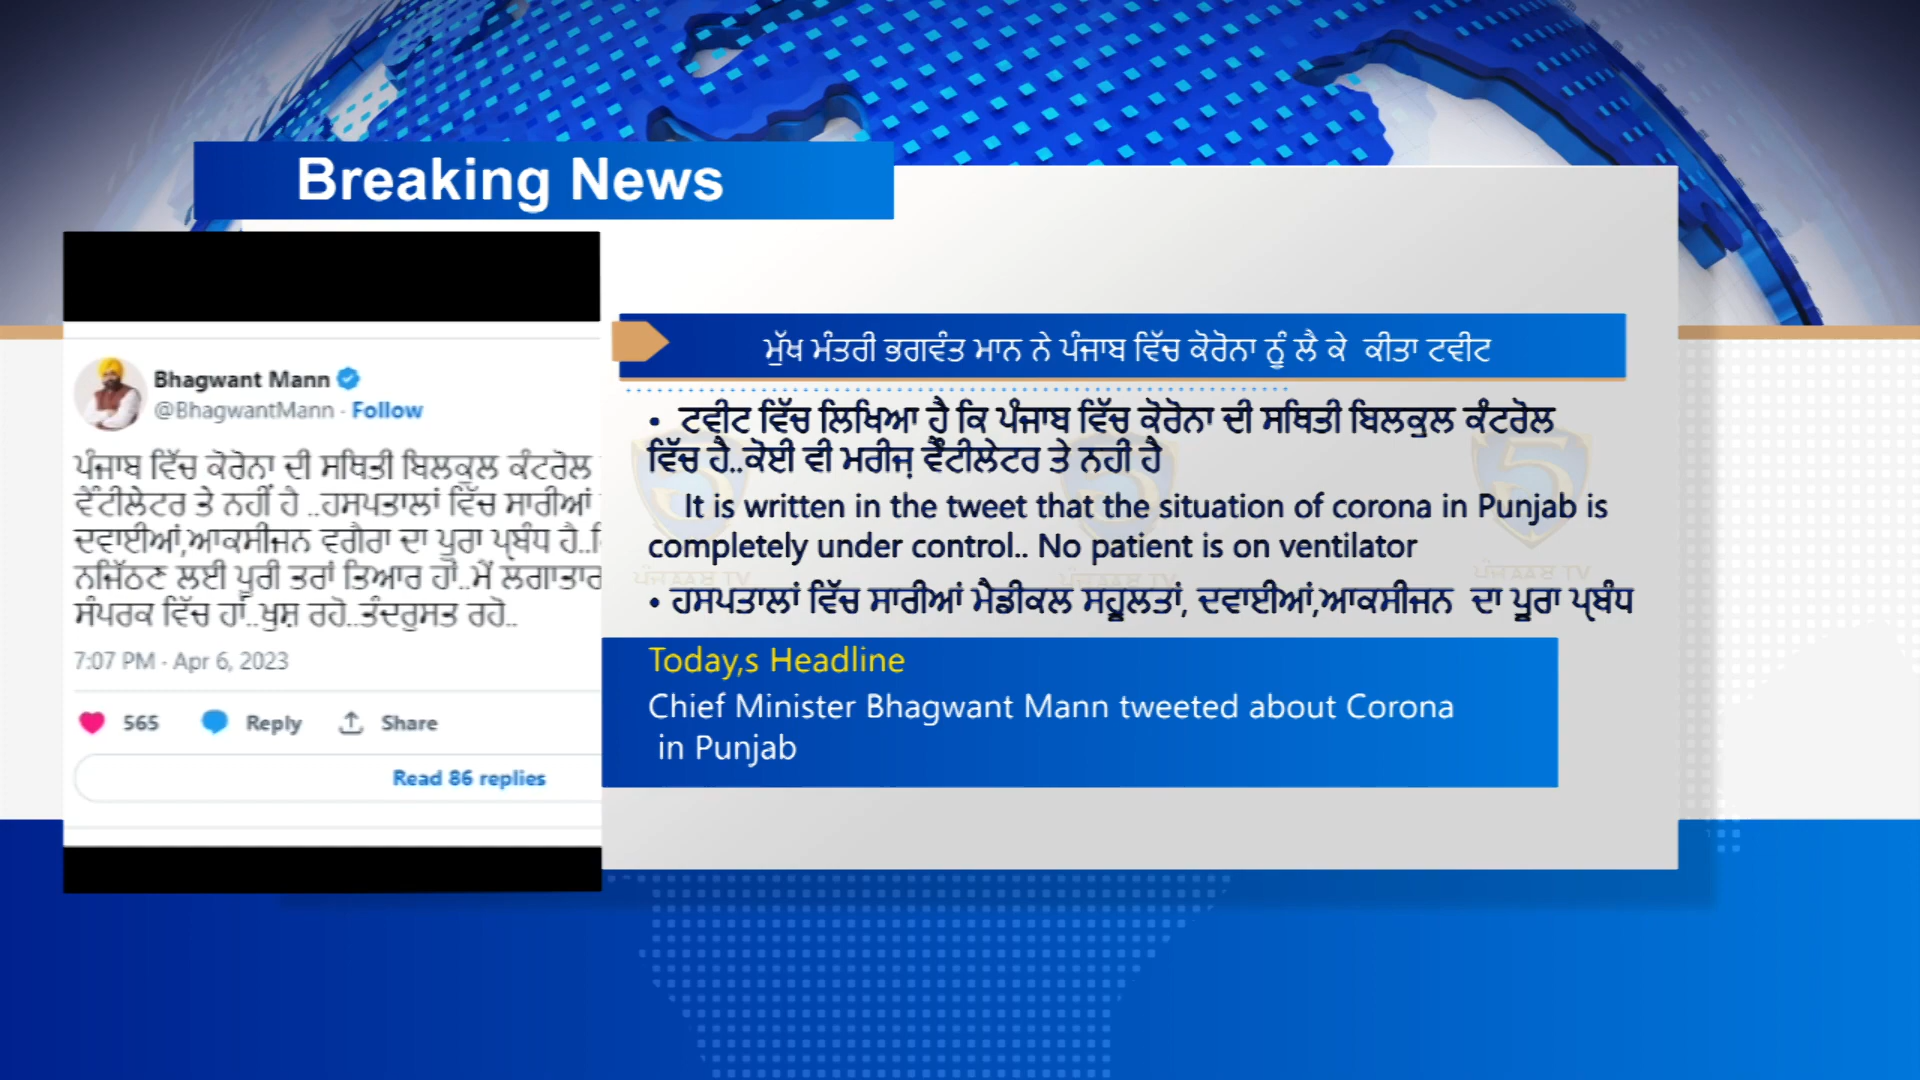 Breaking News
Bhagwant Mann
@BhagwantMann · Follow
ਪੰਜਾਬ ਵਿੱਚ ਕੋਰੋਨਾ ਦੀ ਸਥਿਤੀ ਬਿਲਕੁਲ ਕੰਟਰੋਲ
ਵੈਂਟੀਲੇਟਰ ਤੇ ਨਹੀਂ ਹੈ ..ਹਸਪਤਾਲਾਂ ਵਿੱਚ ਸਾਰੀਆਂ
ਦਵਾਈਆਂ,ਆਕਸੀਜਨ ਵਗੈਰਾ ਦਾ ਪੂਰਾ ਪ੍ਰਬੰਧ ਹੈ..
ਨਜਿੱਠਣ ਲਈ ਪੂਰੀ ਤਰਾਂ ਤਿਆਰ ਹਾਂ..ਮੈਂ ਲਗਾਤਾਰ
ਸੰਪਰਕ ਵਿੱਚ ਹਾਂ..ਖੁਸ਼ ਰਹੋ..ਤੰਦਰੁਸਤ ਰਹੋ..
7:07 PM · Apr 6, 2023
565 Reply Share
Read 86 replies
ਮੁੱਖ ਮੰਤਰੀ ਭਗਵੰਤ ਮਾਨ ਨੇ ਪੰਜਾਬ ਵਿੱਚ ਕੋਰੋਨਾ ਨੂੰ ਲੈ ਕੇ ਕੀਤਾ ਟਵੀਟ
• ਟਵੀਟ ਵਿੱਚ ਲਿਖਿਆ ਹੈ ਕਿ ਪੰਜਾਬ ਵਿੱਚ ਕੋਰੋਨਾ ਦੀ ਸਥਿਤੀ ਬਿਲਕੁਲ ਕੰਟਰੋਲ
ਵਿੱਚ ਹੈ..ਕੋਈ ਵੀ ਮਰੀਜ਼ ਵੈਂਟੀਲੇਟਰ ਤੇ ਨਹੀ ਹੈ
It is written in the tweet that the situation of corona in Punjab is
completely under control.. No patient is on ventilator
• ਹਸਪਤਾਲਾਂ ਵਿੱਚ ਸਾਰੀਆਂ ਮੈਡੀਕਲ ਸਹੂਲਤਾਂ, ਦਵਾਈਆਂ,ਆਕਸੀਜਨ ਦਾ ਪੂਰਾ ਪ੍ਰਬੰਧ
Today,s Headline
Chief Minister Bhagwant Mann tweeted about Corona
in Punjab